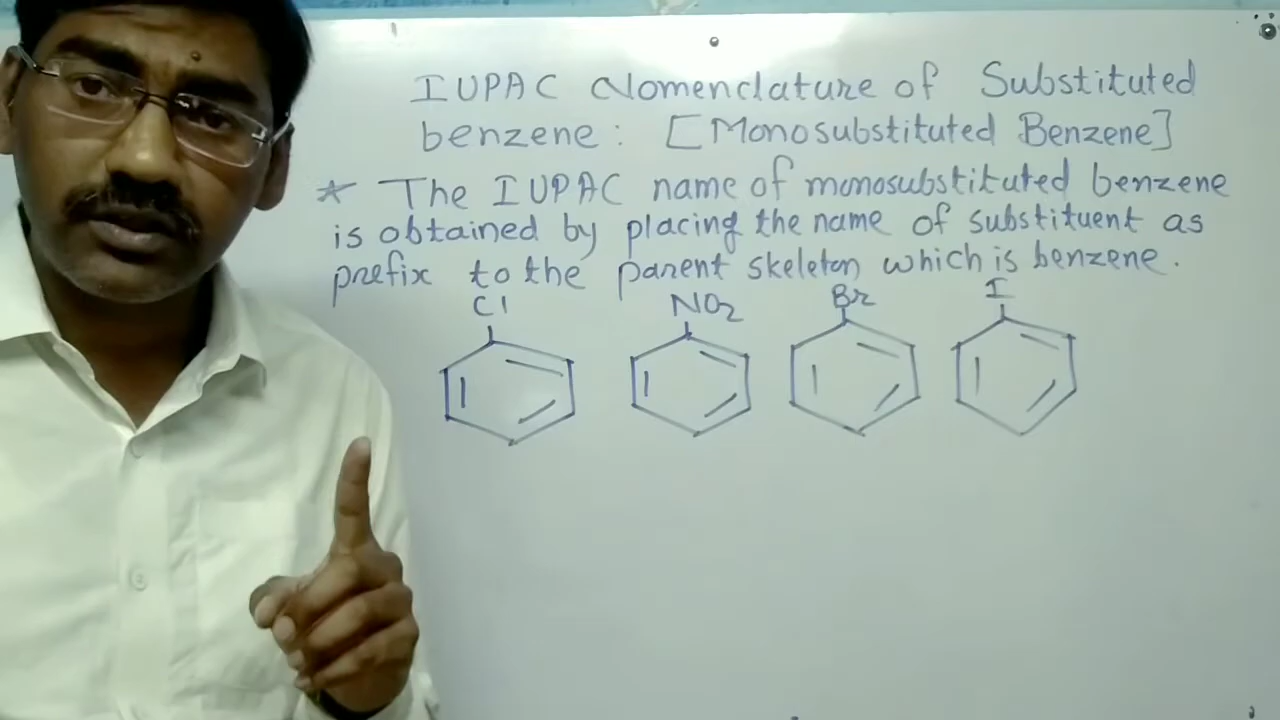 IUPAC Nomenclature of Substituted
benzene: [Monosubstituted Benzene]
* The IUPAC name of monosubstituted benzene
is obtained by placing the name of substituent as
prefix to the parent skeleton which is benzene.
Cl NO2 Br I